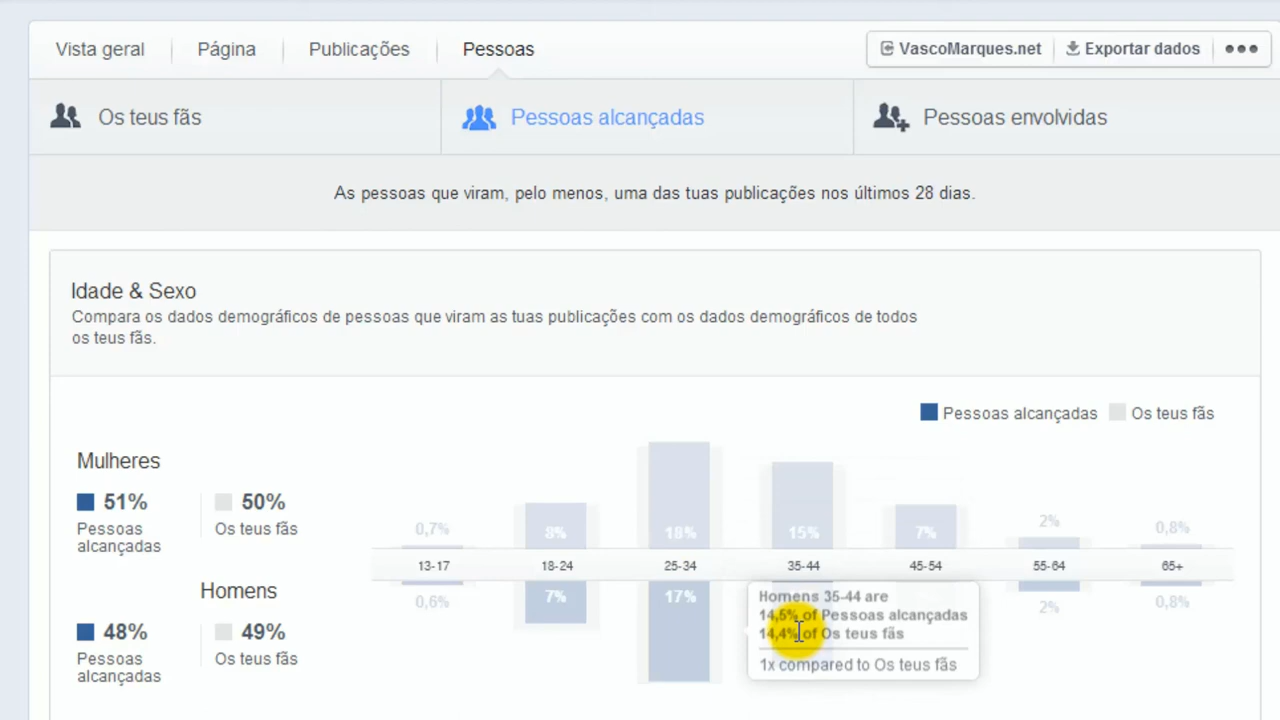 Vista geral
Página
Publicações
Pessoas
VascoMarques.net
Exportar dados
Os teus fãs
Pessoas alcançadas
Pessoas envolvidas
As pessoas que viram, pelo menos, uma das tuas publicações nos últimos 28 dias.
Idade & Sexo
Compara os dados demográficos de pessoas que viram as tuas publicações com os dados demográficos de todos
os teus fãs.
Pessoas alcançadas
Os teus fãs
Mulheres
51%
Pessoas
alcançadas
50%
Os teus fãs
0,7%
8%
18%
15%
7%
2%
0,8%
13-17
18-24
25-34
35-44
45-54
55-64
65+
0,6%
7%
17%
2%
0,8%
Homens
48%
Pessoas
alcançadas
49%
Os teus fãs
Homens 35-44 are
14,5% of Pessoas alcançadas
14,4% of Os teus fãs
1x compared to Os teus fãs